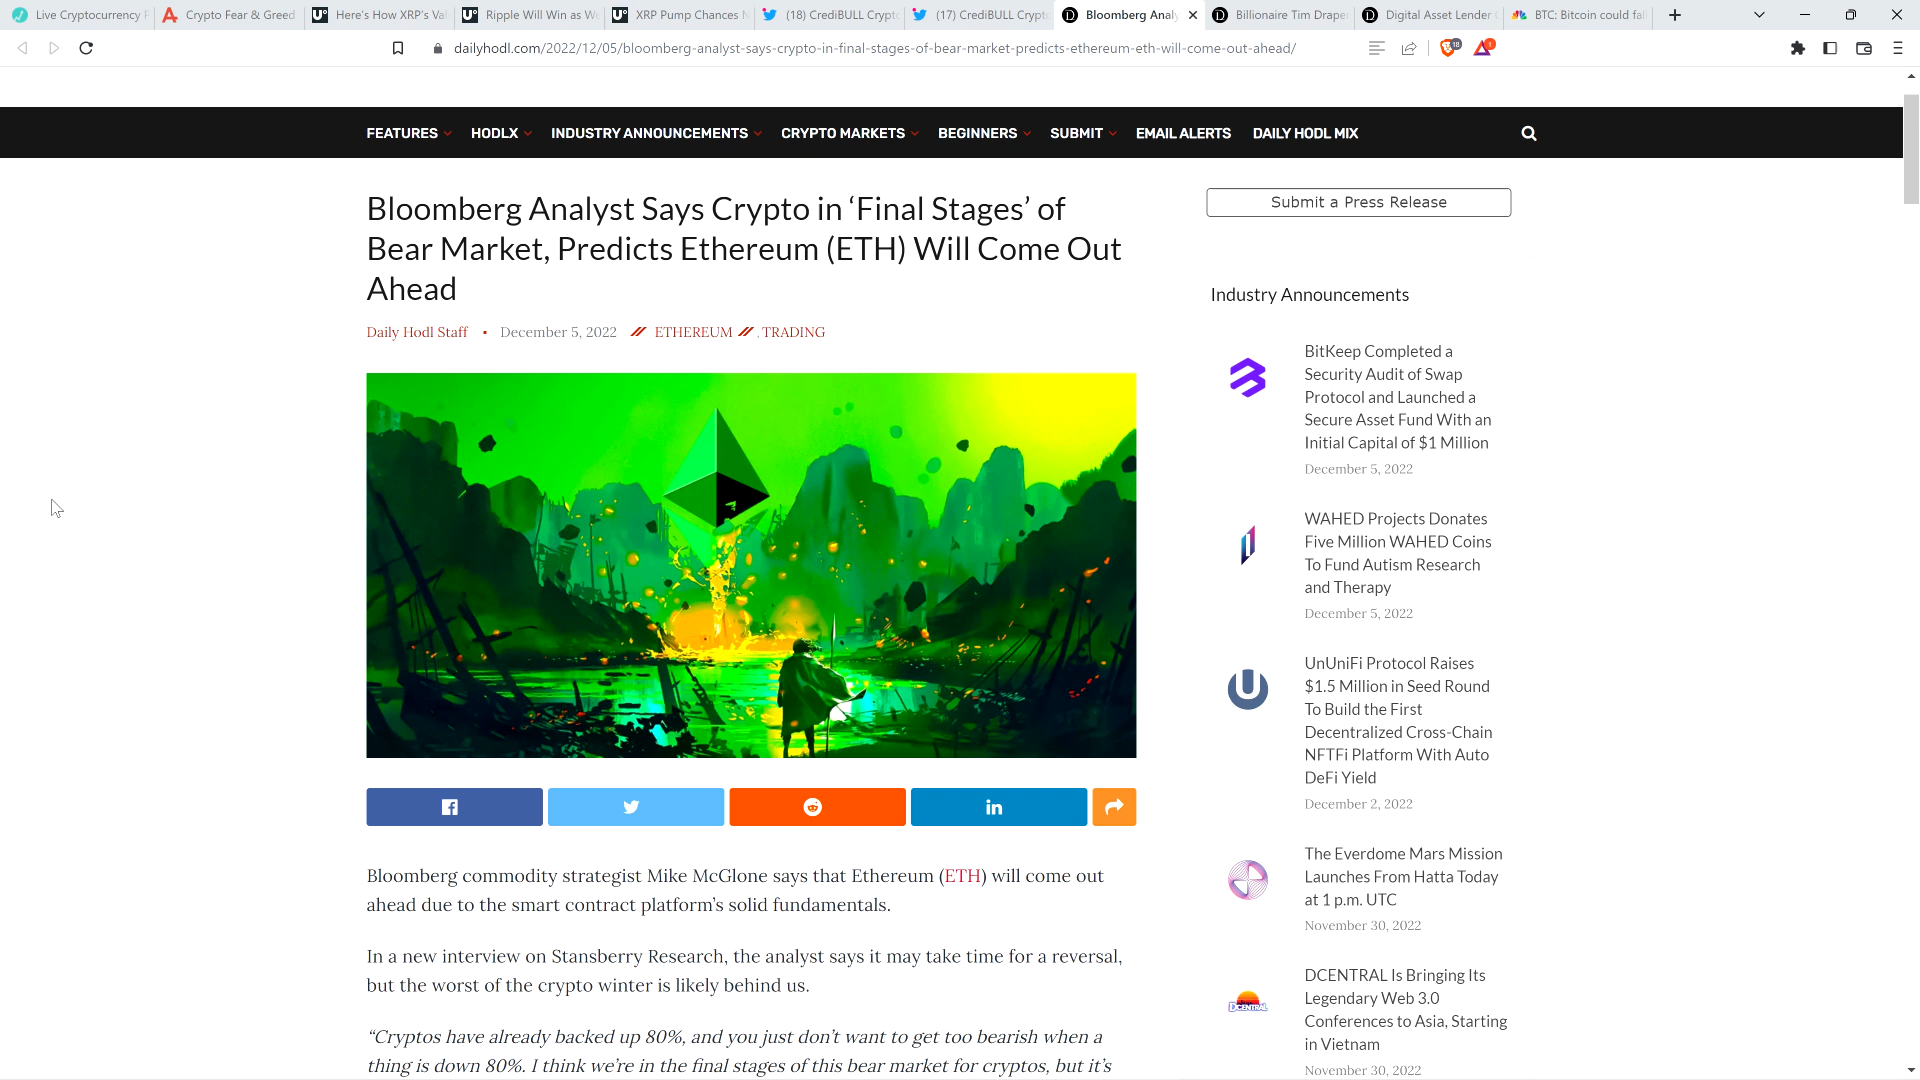 Live Cryptocurrency P
Crypto Fear & Greed
Here's How XRP's Val
Ripple Will Win as We
XRP Pump Chances N
(18) CrediBULL Crypto
(17) CrediBULL Crypto
Bloomberg Analy
Billionaire Tim Draper
Digital Asset Lender
BTC: Bitcoin could fall
dailyhodl.com/2022/12/05/bloomberg-analyst-says-crypto-in-final-stages-of-bear-market-predicts-ethereum-eth-will-come-out-ahead/
18
1
FEATURES HODLX INDUSTRY ANNOUNCEMENTS CRYPTO MARKETS BEGINNERS SUBMIT EMAIL ALERTS DAILY HODL MIX
Bloomberg Analyst Says Crypto in ‘Final Stages’ of
Bear Market, Predicts Ethereum (ETH) Will Come Out
Ahead
Daily Hodl Staff • December 5, 2022 // ETHEREUM // , TRADING
Bloomberg commodity strategist Mike McGlone says that Ethereum (ETH) will come out
ahead due to the smart contract platform’s solid fundamentals.
In a new interview on Stansberry Research, the analyst says it may take time for a reversal,
but the worst of the crypto winter is likely behind us.
“Cryptos have already backed up 80%, and you just don’t want to get too bearish when a
thing is down 80%. I think we’re in the final stages of this bear market for cryptos, but it’s
Submit a Press Release
Industry Announcements
BitKeep Completed a
Security Audit of Swap
Protocol and Launched a
Secure Asset Fund With an
Initial Capital of $1 Million
December 5, 2022
WAHED Projects Donates
Five Million WAHED Coins
To Fund Autism Research
and Therapy
December 5, 2022
UnUniFi Protocol Raises
$1.5 Million in Seed Round
To Build the First
Decentralized Cross-Chain
NFTFi Platform With Auto
DeFi Yield
December 2, 2022
The Everdome Mars Mission
Launches From Hatta Today
at 1 p.m. UTC
November 30, 2022
DCENTRAL
DCENTRAL Is Bringing Its
Legendary Web 3.0
Conferences to Asia, Starting
in Vietnam
November 30, 2022